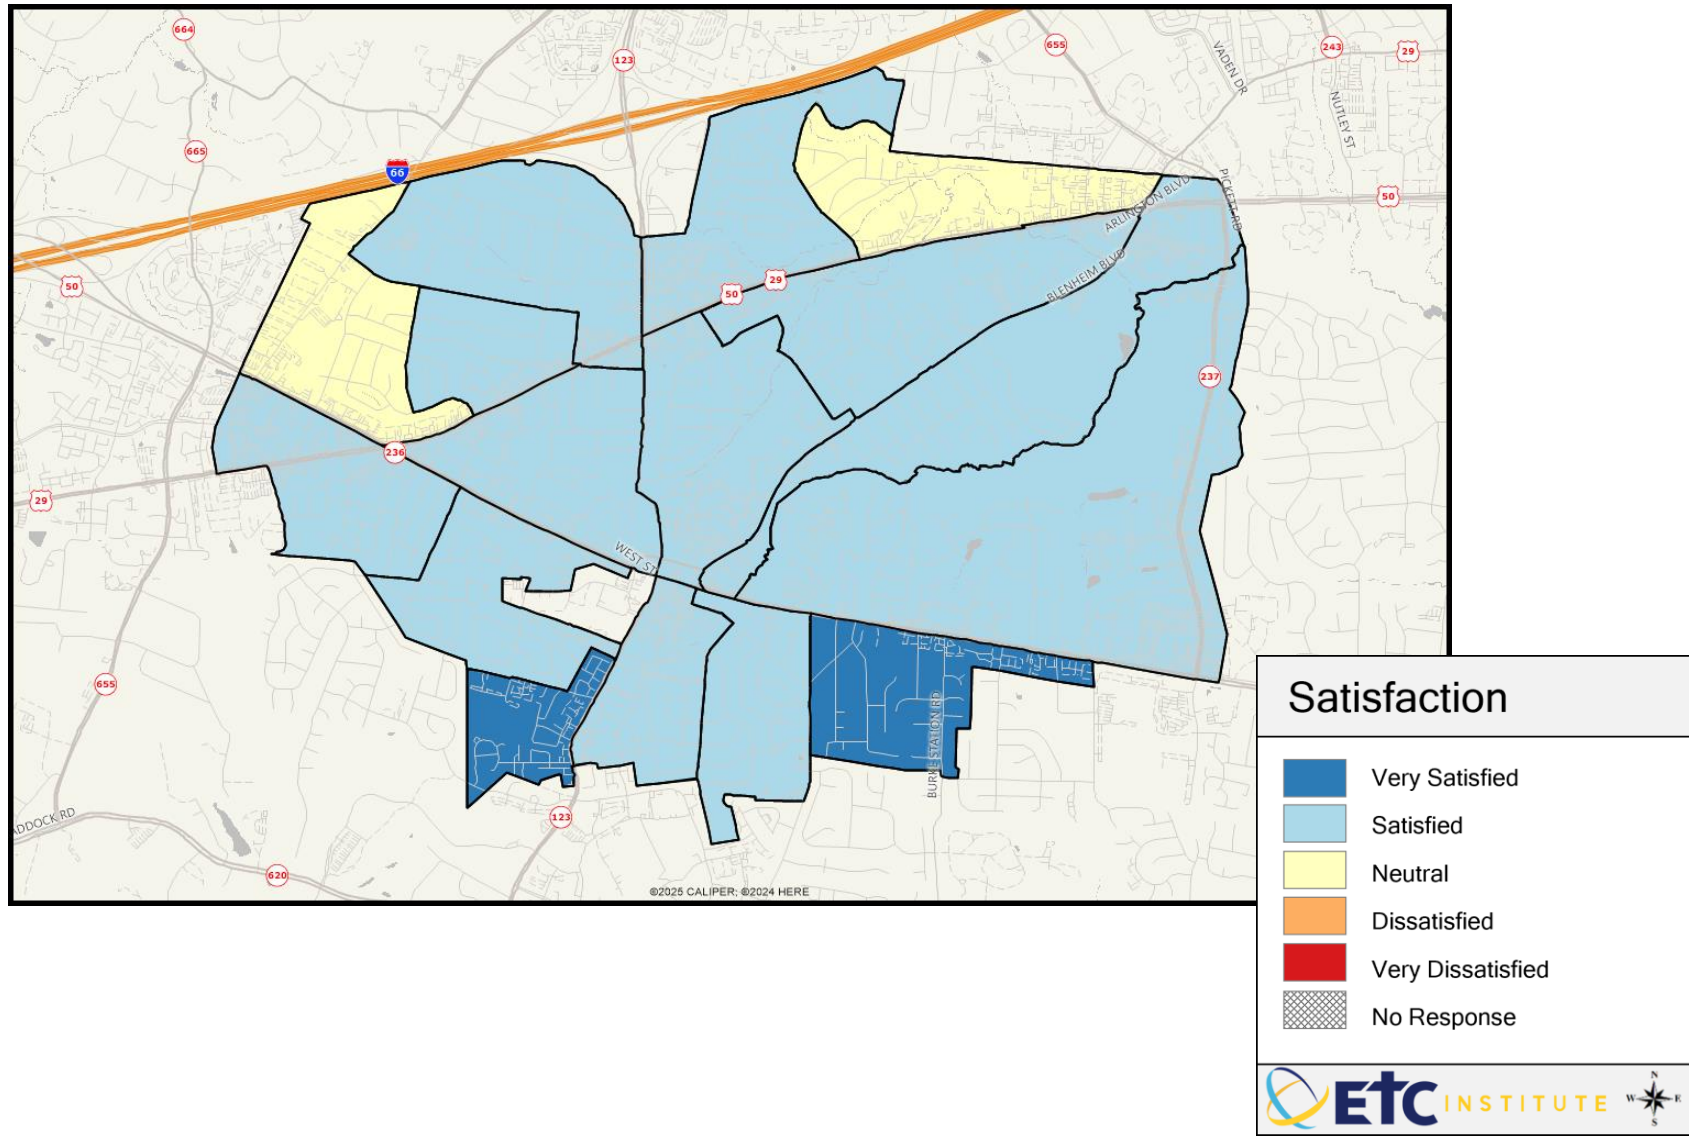 664
123
655
243
29
VADEN DR
NUTLEY ST
665
66
PICKETT RD
50
ARLINGTON BLVD
50
29
50
BLENHEIM BLVD
237
236
29
WEST ST
655
BURKE STATION RD
123
ADDOCK RD
620
©2025 CALIPER; ©2024 HERE
Satisfaction
Very Satisfied
Satisfied
Neutral
Dissatisfied
Very Dissatisfied
No Response
ETC INSTITUTE
N
W E
S